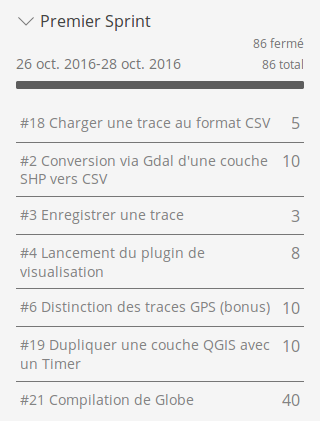 Premier Sprint
86 fermé
26 oct. 2016-28 oct. 2016 86 total
#18 Charger une trace au format CSV 5
#2 Conversion via Gdal d'une couche 10
SHP vers CSV
#3 Enregistrer une trace 3
#4 Lancement du plugin de 8
visualisation
#6 Distinction des traces GPS (bonus) 10
#19 Dupliquer une couche QGIS avec 10
un Timer
#21 Compilation de Globe 40